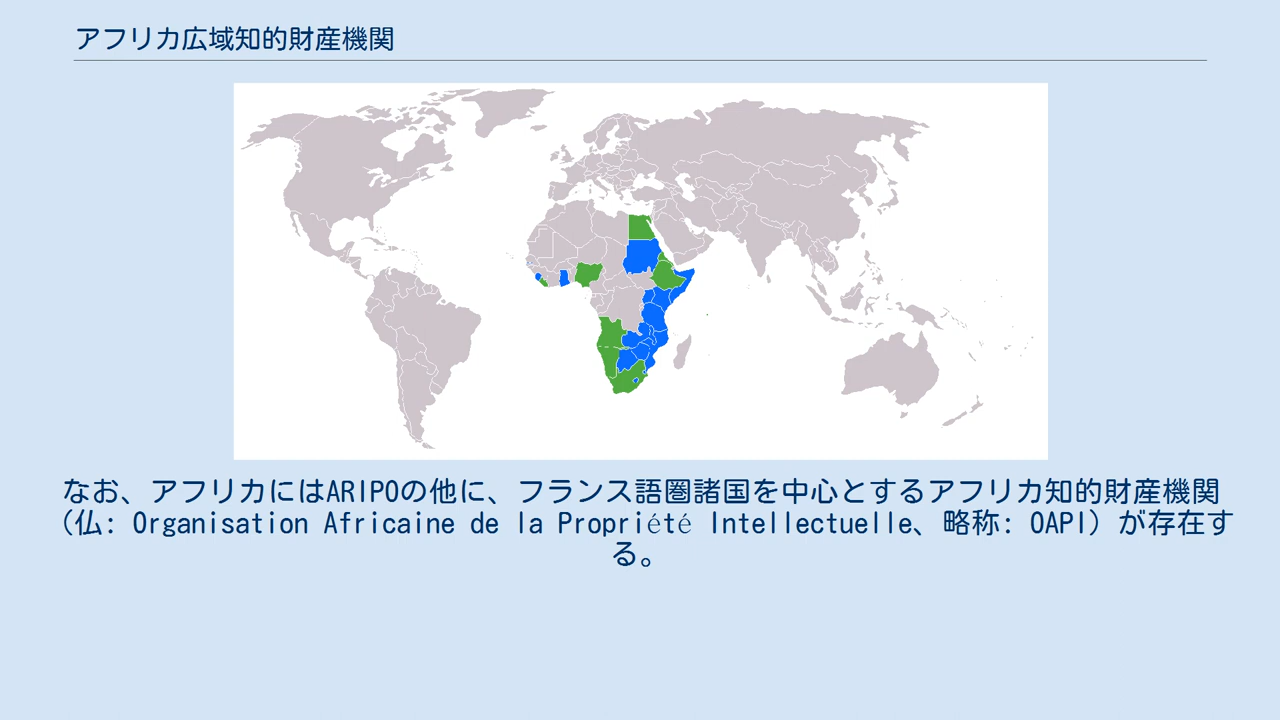 アフリカ広域知的財産機関
なお、アフリカにはARIPOの他に、フランス語圏諸国を中心とするアフリカ知的財産機関
（仏: Organisation Africaine de la Propriété Intellectuelle、略称: OAPI）が存在す
る。